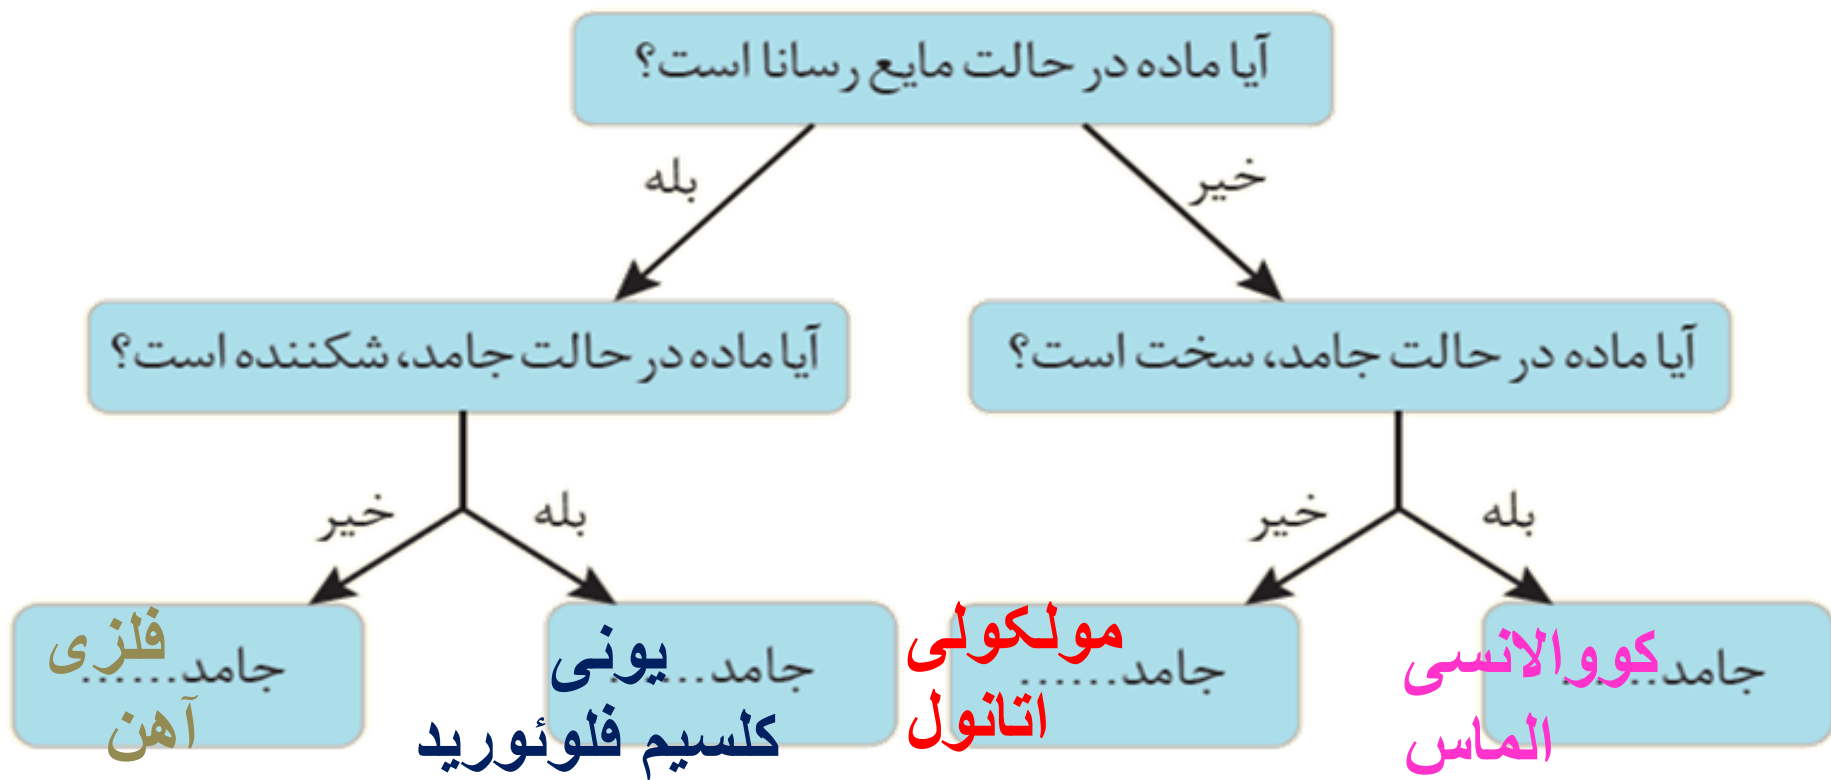 آیا ماده در حالت مایع رسانا است؟
خیر
بله
آیا ماده در حالت جامد، سخت است؟
آیا ماده در حالت جامد، شکننده است؟
بله
خیر
بله
خیر
جامد......
کووالانسی
الماس
جامد......
مولکولی
اتانول
جامد......
یونی
کلسیم فلوئورید
جامد......
فلزی
آهن